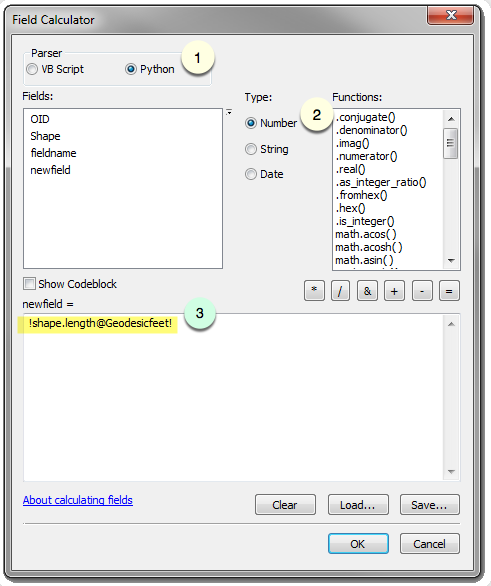 Field Calculator
Parser
VB Script
Python
1
Fields:
Type:
Functions:
OID
Shape
fieldname
newfield
Number
2
String
Date
.conjugate()
.denominator()
.imag()
.numerator()
.real()
.as_integer_ratio()
.fromhex()
.hex()
.is_integer()
math.acos( )
math.acosh( )
math.asin( )
Show Codeblock
* / & + - =
newfield =
3
!shape.length@Geodesicfeet!
About calculating fields
Clear
Load...
Save...
OK
Cancel